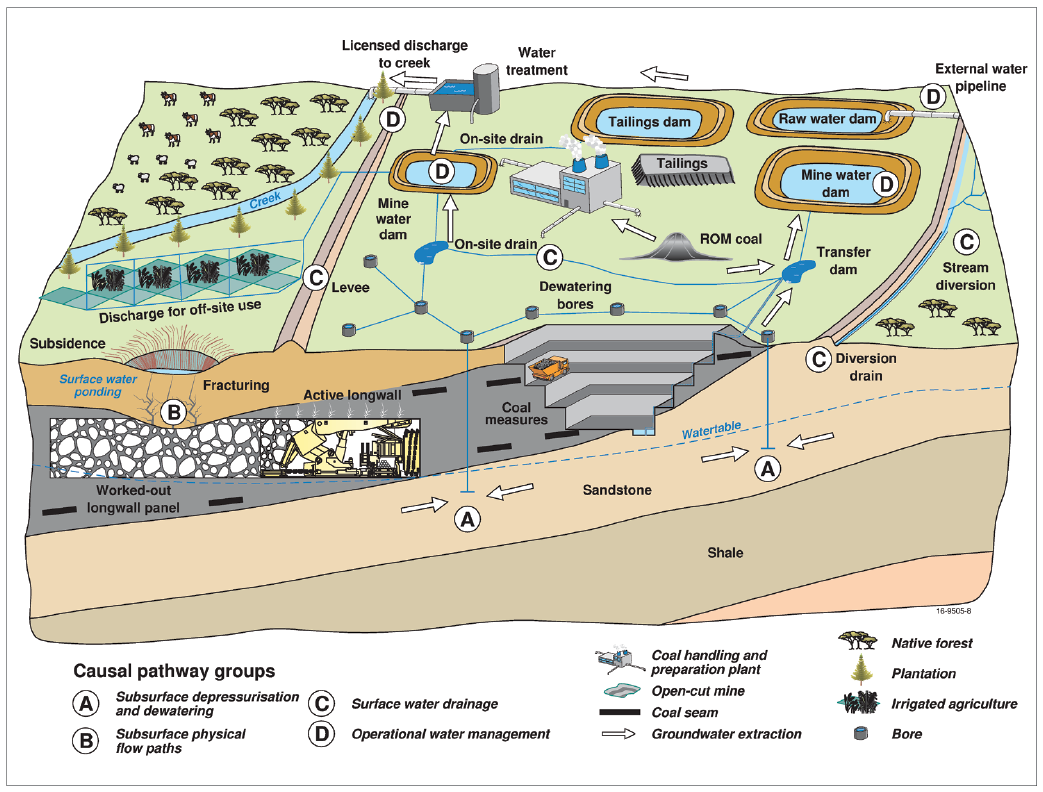 Licensed discharge
to creek
Water
treatment
External water
pipeline
D
D
Tailings dam
Raw water dam
On-site drain
D
Tailings
Mine water
dam
D
Creek
Mine
water
dam
On-site drain
C
ROM coal
Transfer
dam
C
Stream
diversion
C
Levee
Dewatering
bores
Discharge for off-site use
Subsidence
C
Diversion
drain
Surface water
ponding
Fracturing
B
Active longwall
Coal
measures
Watertable
A
Worked-out
longwall panel
Sandstone
A
Shale
16-9505-8
Causal pathway groups
A
Subsurface depressurisation
and dewatering
B
Subsurface physical
flow paths
C
Surface water drainage
D
Operational water management
Coal handling and
preparation plant
Open-cut mine
Coal seam
Groundwater extraction
Native forest
Plantation
Irrigated agriculture
Bore